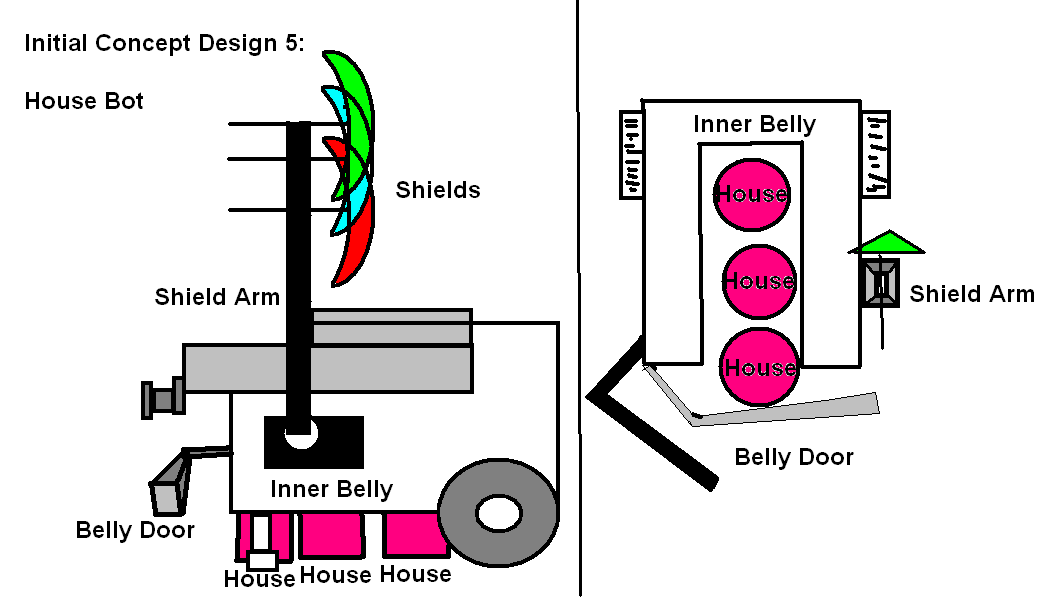 Initial Concept Design 5:
House Bot
Shields
Shield Arm
Inner Belly
Belly Door
House House House
Inner Belly
House
House
House
Shield Arm
Belly Door